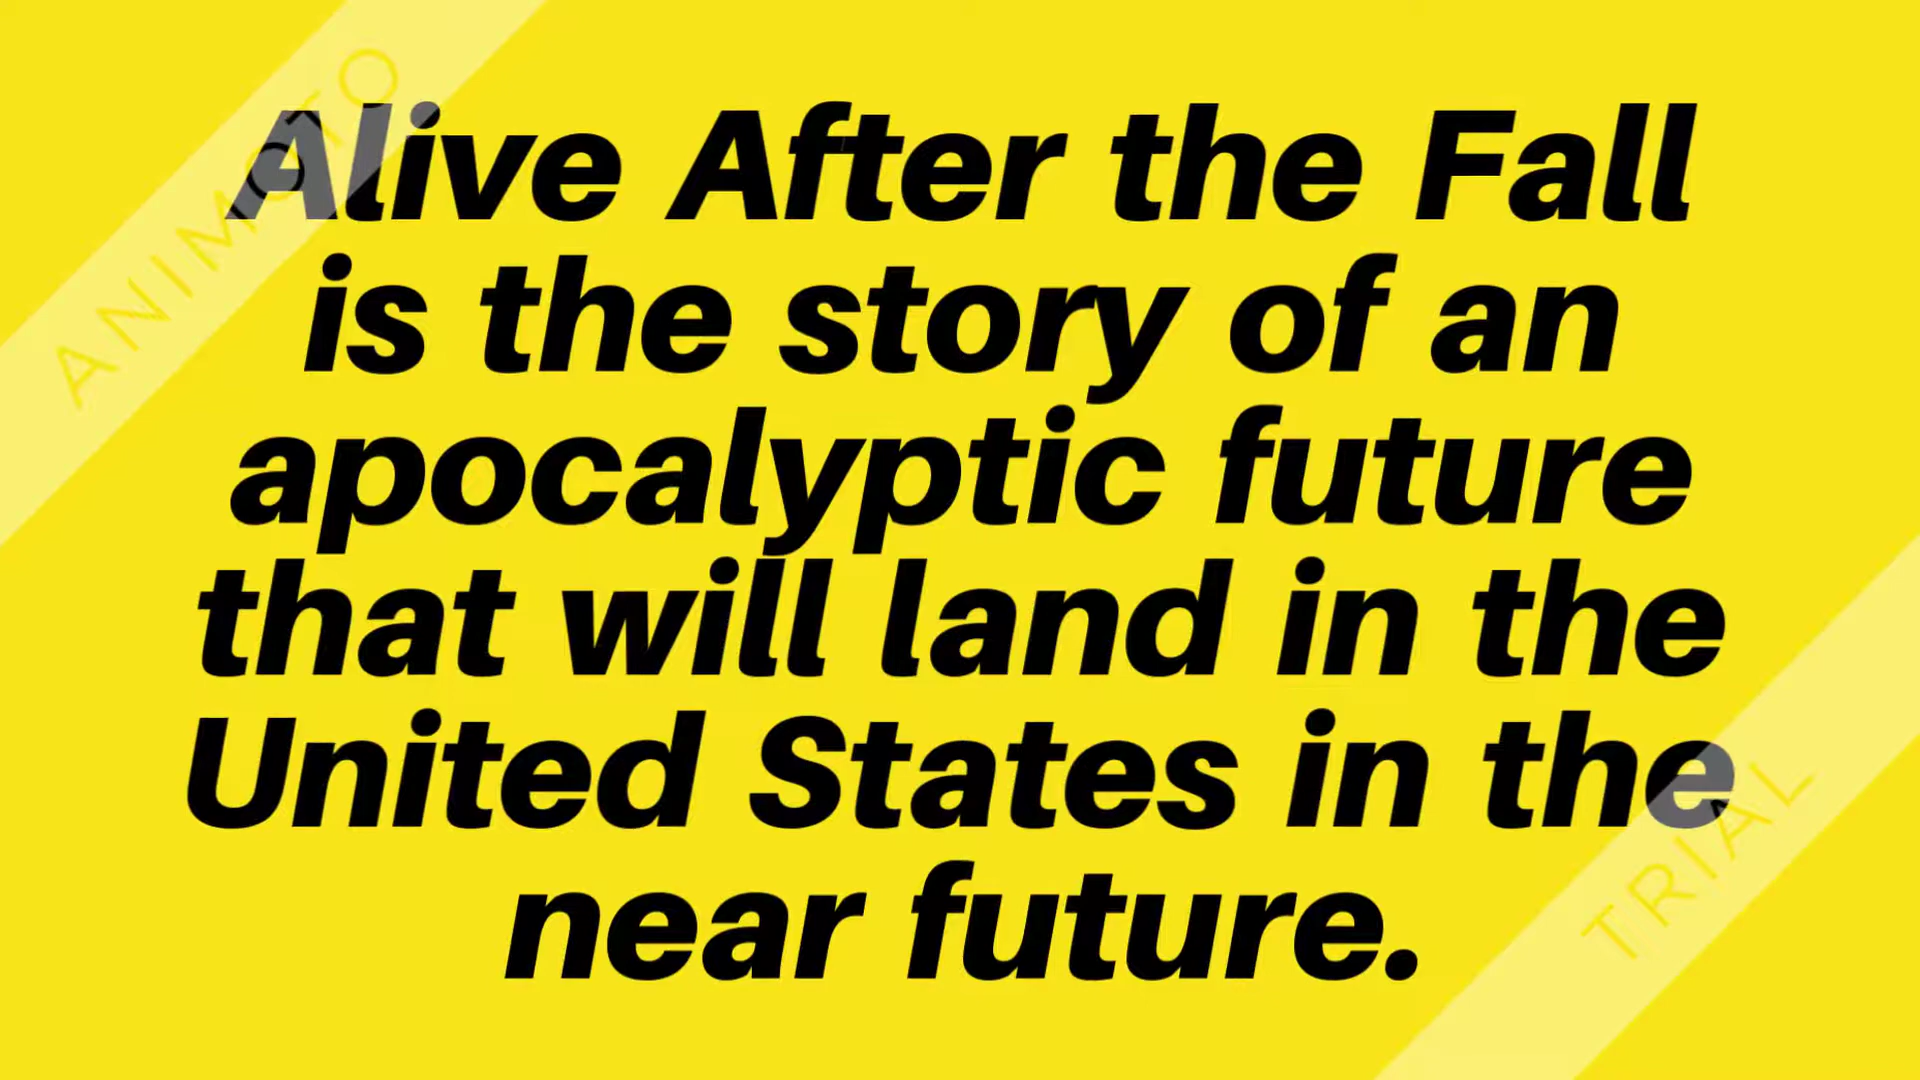 ANIMOTO
Alive After the Fall
is the story of an
apocalyptic future
that will land in the
United States in the
near future.
TRIAL